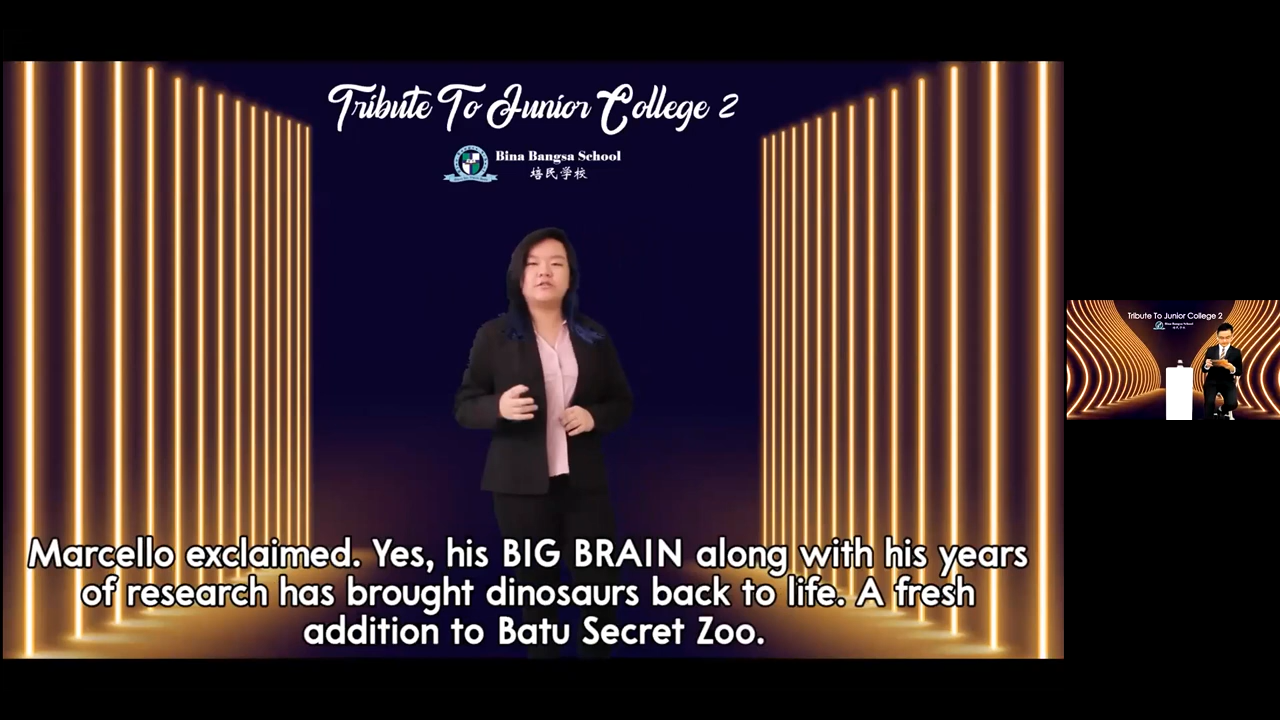 Tribute To Junior College 2
Bina Bangsa School
培民学校
Marcello exclaimed. Yes, his BIG BRAIN along with his years
of research has brought dinosaurs back to life. A fresh
addition to Batu Secret Zoo.
Tribute To Junior College 2
Bina Bangsa School